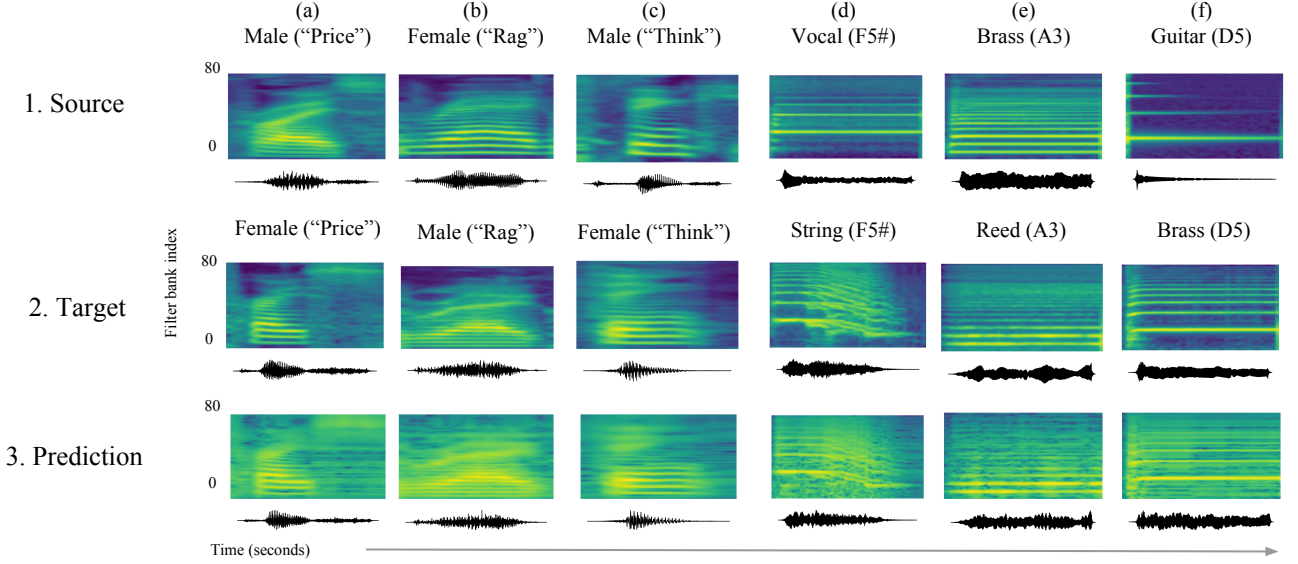 (a) (b) (c) (d) (e) (f)
Male (“Price”) Female (“Rag”) Male (“Think”) Vocal (F5#) Brass (A3) Guitar (D5)
80
1. Source
0
Female (“Price”) Male (“Rag”) Female (“Think”) String (F5#) Reed (A3) Brass (D5)
Filter bank index
80
2. Target
0
80
3. Prediction
0
Time (seconds)